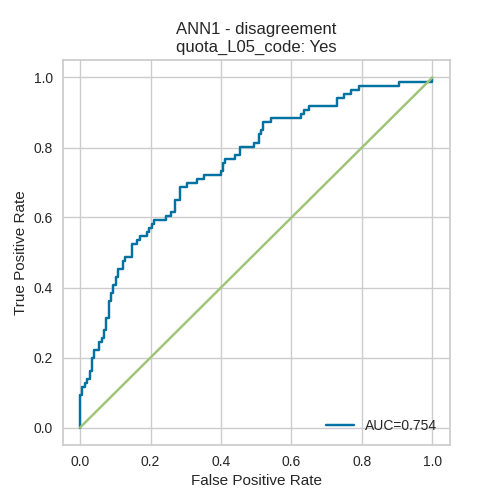 ANN1 - disagreement
quota_L05_code: Yes
1.0
0.8
0.6
0.4
0.2
0.0
True Positive Rate
AUC=0.754
0.0 0.2 0.4 0.6 0.8 1.0
False Positive Rate